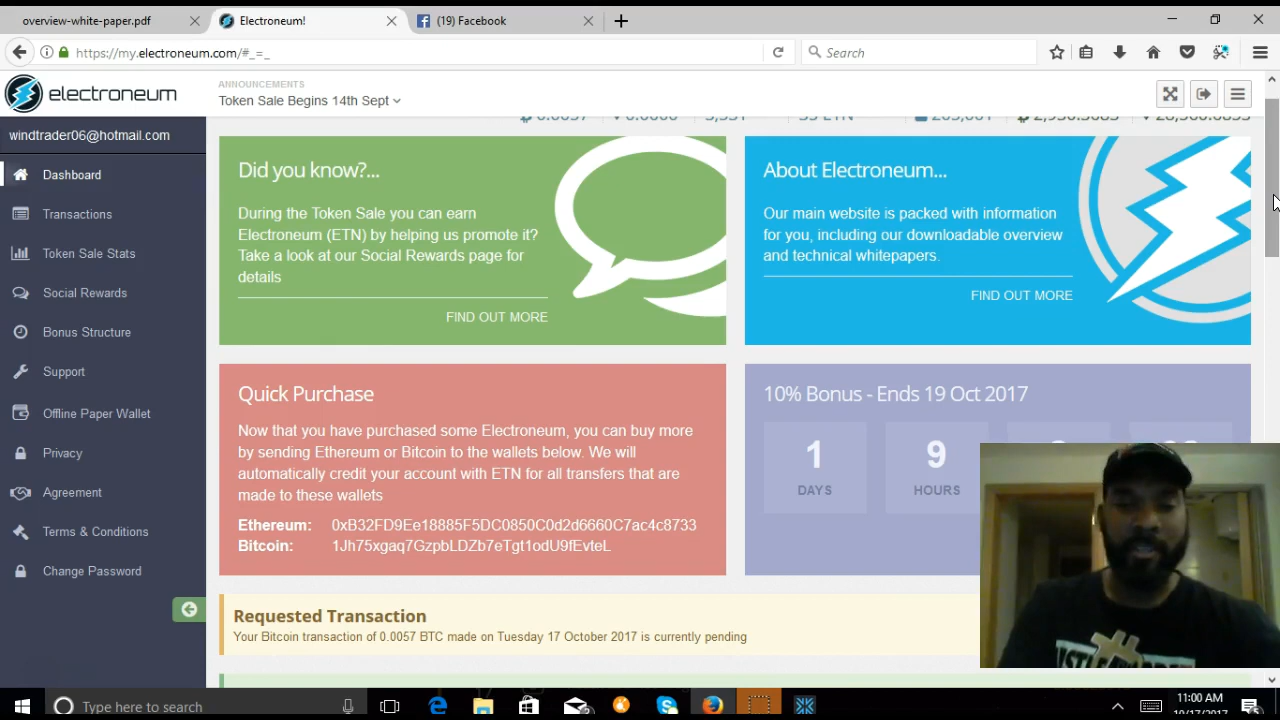 overview-white-paper.pdf
Electroneum!
(19) Facebook
https://my.electroneum.com/#_=_
Search
electroneum
ANNOUNCEMENTS
Token Sale Begins 14th Sept
windtrader06@hotmail.com
Dashboard
Transactions
Token Sale Stats
Social Rewards
Bonus Structure
Support
Offline Paper Wallet
Privacy
Agreement
Terms & Conditions
Change Password
Did you know?...
During the Token Sale you can earn
Electroneum (ETN) by helping us promote it?
Take a look at our Social Rewards page for
details
FIND OUT MORE
About Electroneum...
Our main website is packed with information
for you, including our downloadable overview
and technical whitepapers.
FIND OUT MORE
Quick Purchase
Now that you have purchased some Electroneum, you can buy more
by sending Ethereum or Bitcoin to the wallets below. We will
automatically credit your account with ETN for all transfers that are
made to these wallets
Ethereum: 0xB32FD9Ee18885F5DC0850C0d2d6660C7ac4c8733
Bitcoin: 1Jh75xgaq7GzpbLDZb7eTgt1odU9fEvteL
10% Bonus - Ends 19 Oct 2017
1
9
DAYS
HOURS
Requested Transaction
Your Bitcoin transaction of 0.0057 BTC made on Tuesday 17 October 2017 is currently pending
Type here to search
11:00 AM
10/17/2017